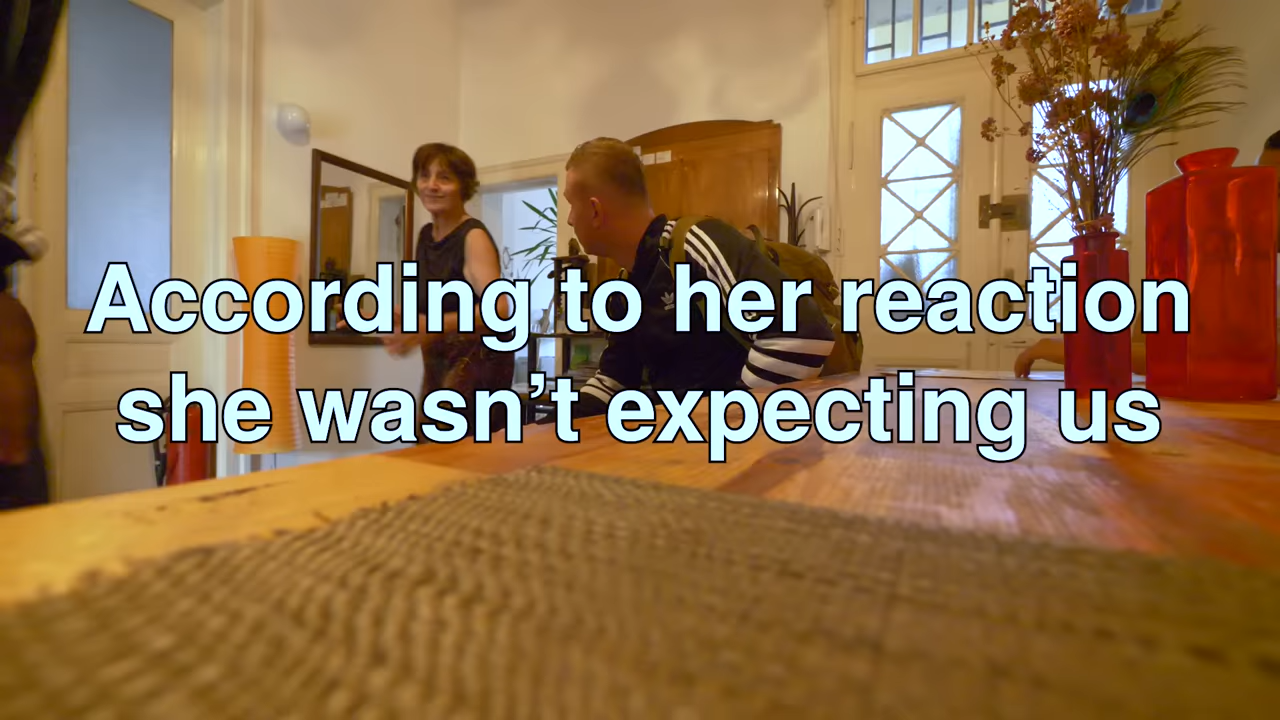 According to her reaction
she wasn’t expecting us